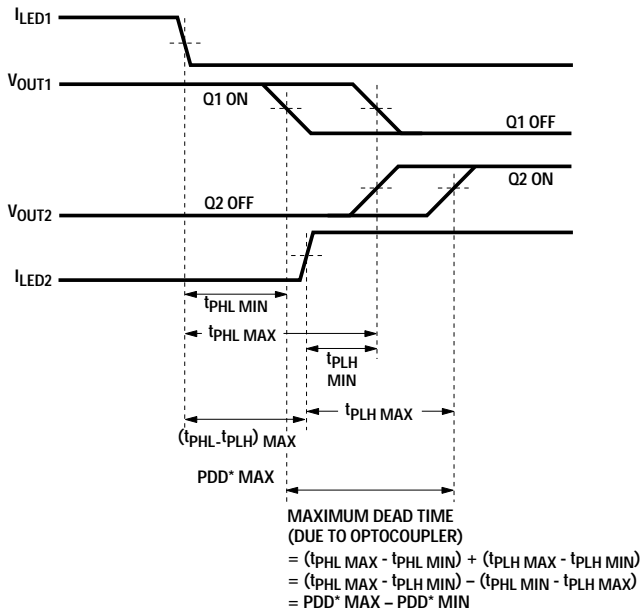 ILED1
VOUT1
Q1 ON
Q1 OFF
Q2 OFF
Q2 ON
VOUT2
ILED2
tPHL MIN
tPHL MAX
tPLH
MIN
tPLH MAX
(tPHL-tPLH) MAX
PDD* MAX
MAXIMUM DEAD TIME
(DUE TO OPTOCOUPLER)
= (tPHL MAX - tPHL MIN) + (tPLH MAX - tPLH MIN)
= (tPHL MAX - tPLH MIN) – (tPHL MIN - tPLH MAX)
= PDD* MAX – PDD* MIN